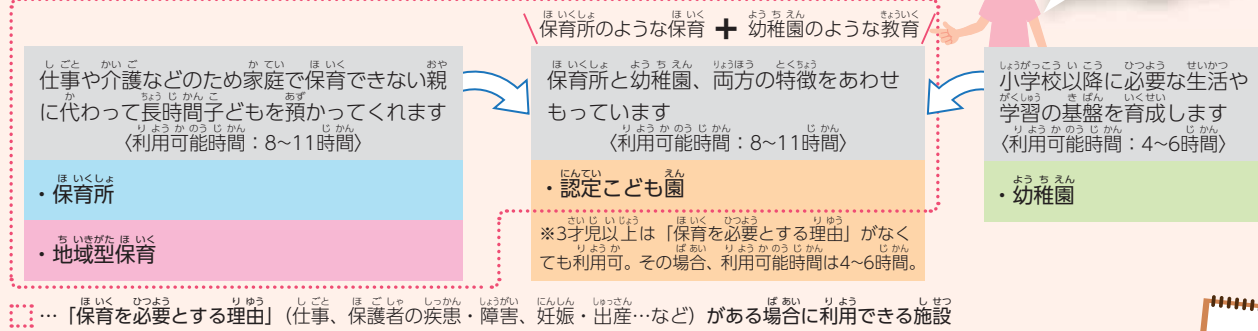 保育所のような保育 + 幼稚園のような教育
仕事や介護などのため家庭で保育できない親
に代わって長時間子どもを預かってくれます
〈利用可能時間：8~11時間〉
・保育所
・地域型保育
保育所と幼稚園、両方の特徴をあわせ
もっています
〈利用可能時間：8~11時間〉
・認定こども園
※3才児以上は「保育を必要とする理由」がなく
ても利用可。その場合、利用可能時間は4~6時間。
小学校以降に必要な生活や
学習の基盤を育成します
〈利用可能時間：4~6時間〉
・幼稚園
…「保育を必要とする理由」（仕事、保護者の疾患・障害、妊娠・出産…など）がある場合に利用できる施設